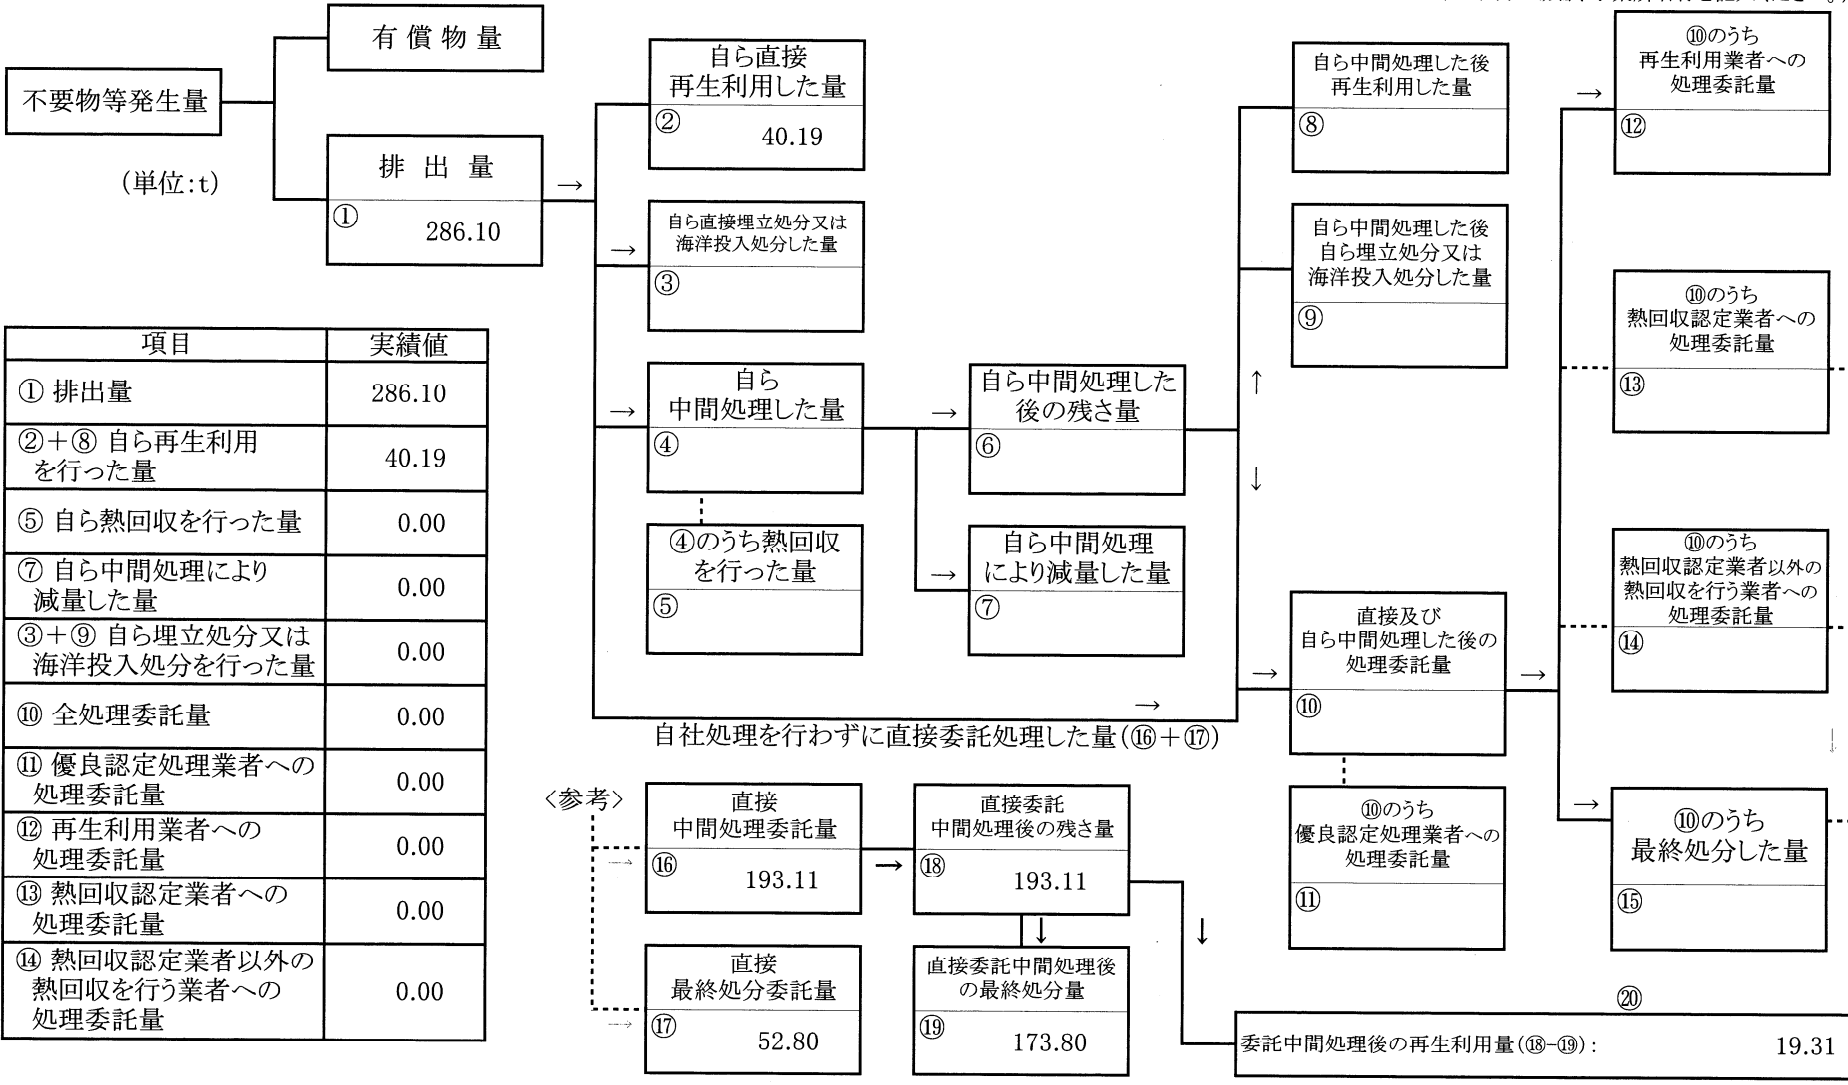 不要物等発生量
(単位:t)
有償物量
排出量
①
286.10
→
自ら直接
再生利用した量
②
40.19
→
自ら直接埋立処分又は
海洋投入処分した量
③
→
自ら
中間処理した量
④
④のうち熱回収
を行った量
⑤
→
自ら中間処理した
後の残さ量
⑥
→
自ら中間処理
により減量した量
⑦
自ら中間処理した後
再生利用した量
⑧
自ら中間処理した後
自ら埋立処分又は
海洋投入処分した量
⑨
↑
↓
→
自社処理を行わずに直接委託処理した量(⑯+⑰)
→
直接及び
自ら中間処理した後の
処理委託量
⑩
⑩のうち
優良認定処理業者への
処理委託量
⑪
→
→
⑩のうち
再生利用業者への
処理委託量
⑫
⑩のうち
熱回収認定業者への
処理委託量
⑬
⑩のうち
熱回収認定業者以外の
熱回収を行う業者への
処理委託量
⑭
→
⑩のうち
最終処分した量
⑮
↓
項目 実績値
① 排出量 286.10
②+⑧ 自ら再生利用
を行った量 40.19
⑤ 自ら熱回収を行った量 0.00
⑦ 自ら中間処理により
減量した量 0.00
③+⑨ 自ら埋立処分又は
海洋投入処分を行った量 0.00
⑩ 全処理委託量 0.00
⑪ 優良認定処理業者への
処理委託量 0.00
⑫ 再生利用業者への
処理委託量 0.00
⑬ 熱回収認定業者への
処理委託量 0.00
⑭ 熱回収認定業者以外の
熱回収を行う業者への
処理委託量 0.00
<参考>
→
直接
中間処理委託量
⑯
193.11
→
直接委託
中間処理後の残さ量
⑱
193.11
→
直接
最終処分委託量
⑰
52.80
↓
直接委託中間処理後
の最終処分量
⑲
173.80
↓
⑳
委託中間処理後の再生利用量(⑱-⑲): 19.31